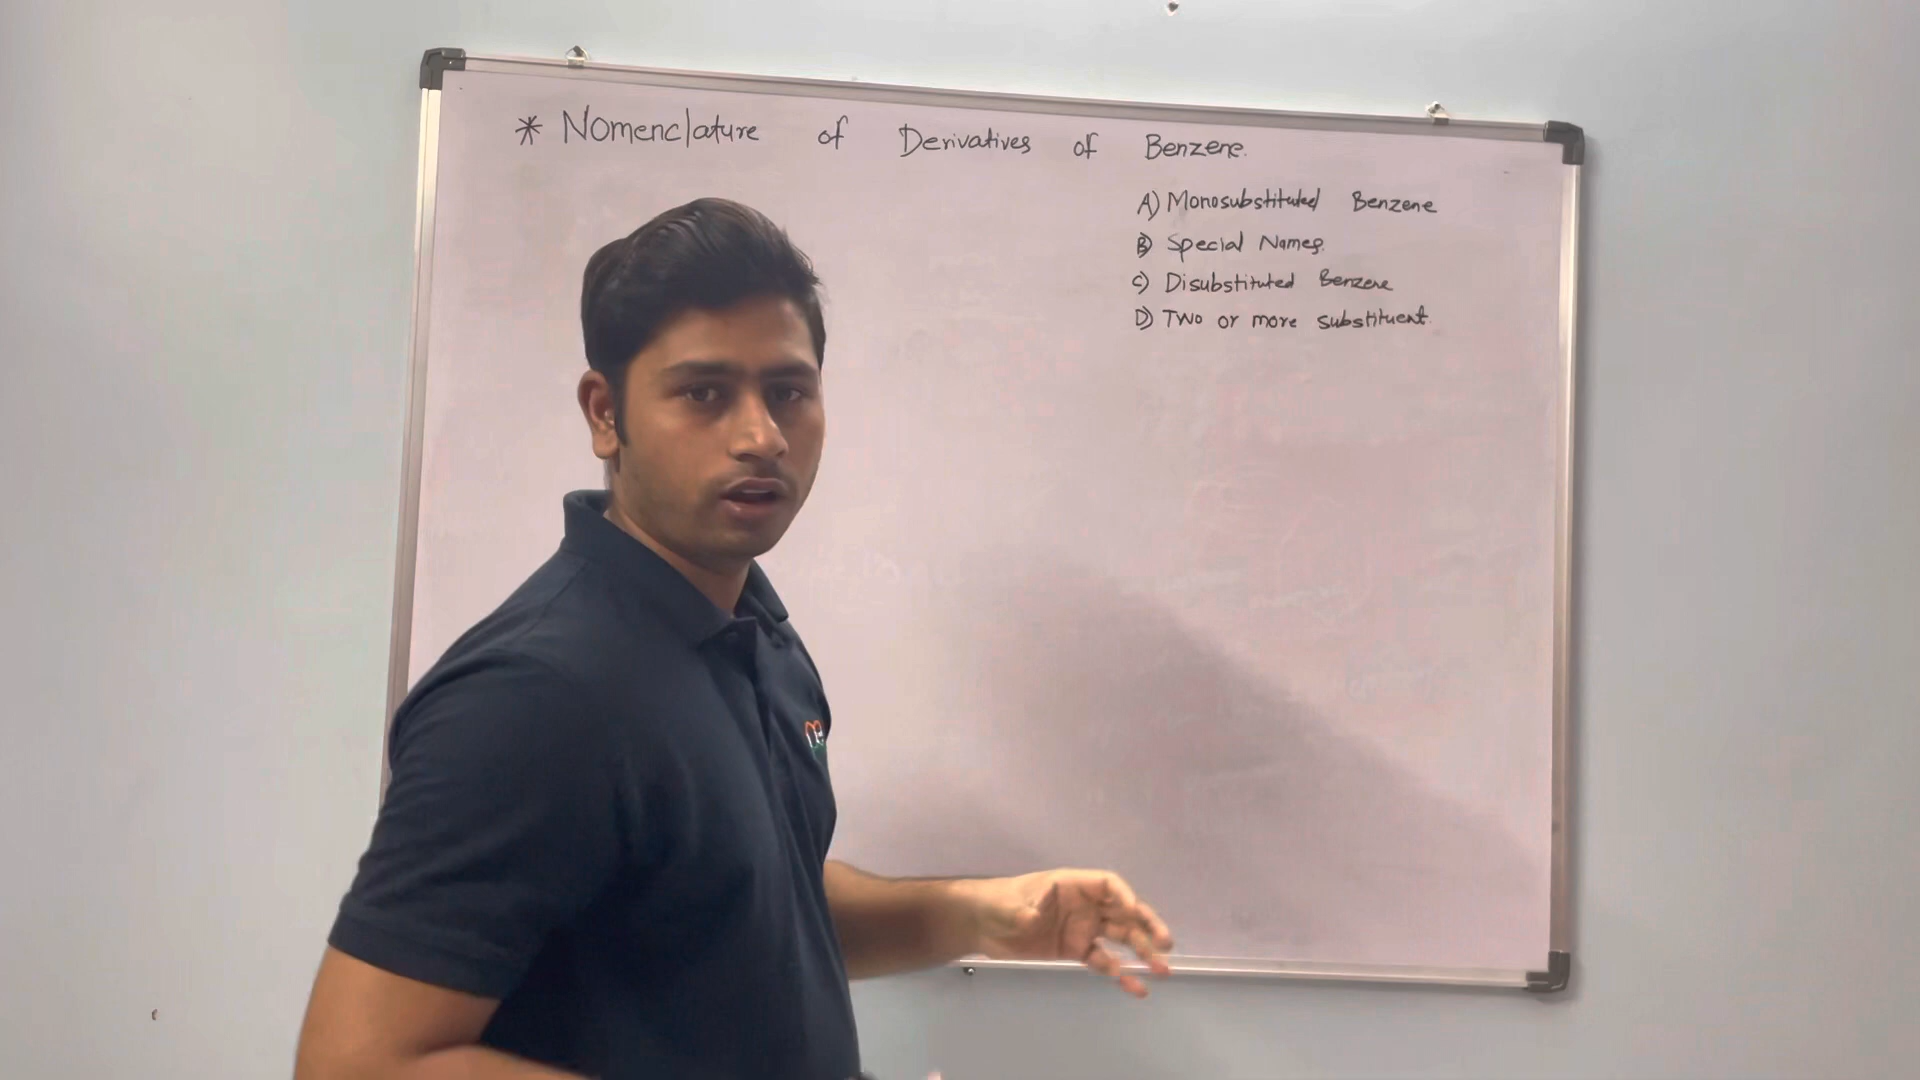 * Nomenclature of Derivatives of Benzene.
A) Monosubstituted Benzene
B) Special Names.
C) Disubstituted Benzene
D) Two or more substituent.